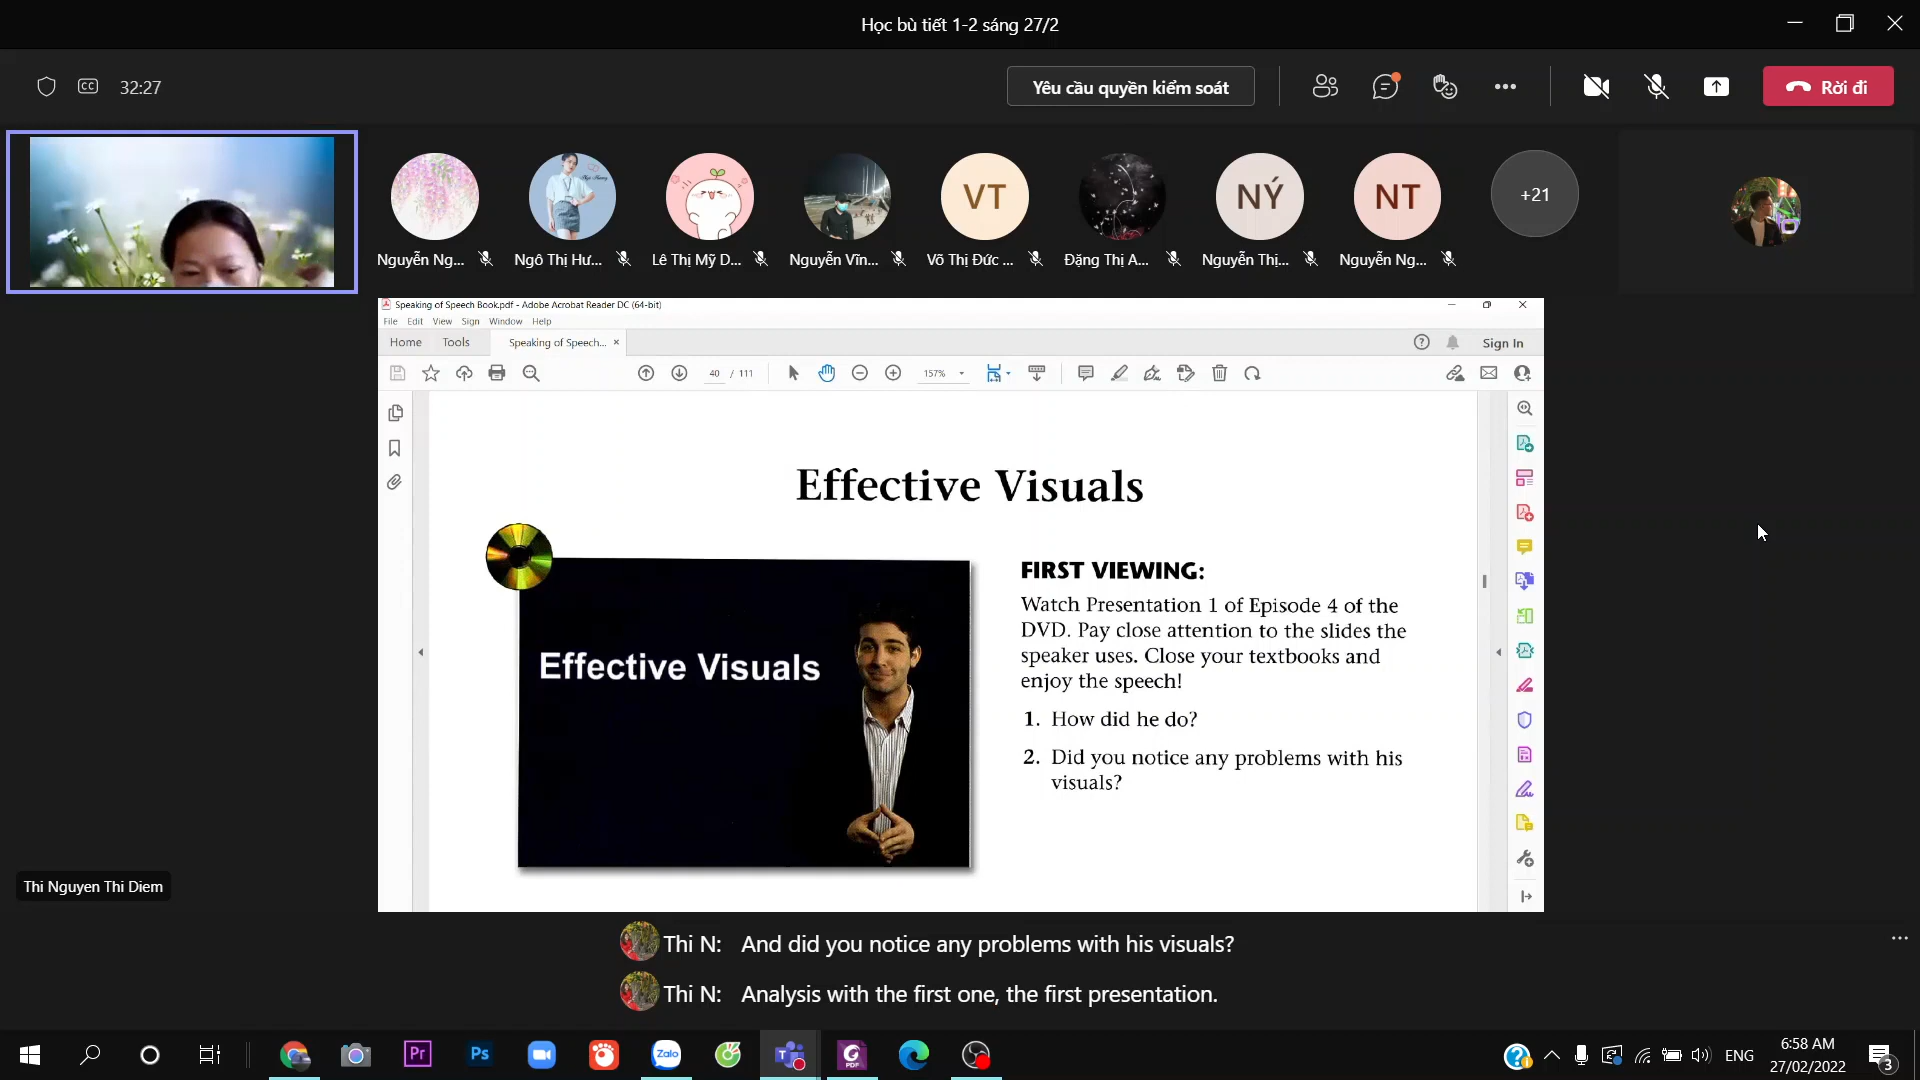 Học bù tiết 1-2 sáng 27/2
CC
32:27
Yêu cầu quyền kiểm soát
Rời đi
VT
NÝ
NT
+21
Nguyễn Ng...
Ngô Thị Hư...
Lê Thị Mỹ D...
Nguyễn Vĩn...
Võ Thị Đức ...
Đặng Thị A...
Nguyễn Thị...
Nguyễn Ng...
Speaking of Speech Book.pdf - Adobe Acrobat Reader DC (64-bit)
File Edit View Sign Window Help
Home Tools Speaking of Speech... ×
Sign In
40 / 111
157%
Effective Visuals
Effective Visuals
FIRST VIEWING:
Watch Presentation 1 of Episode 4 of the
DVD. Pay close attention to the slides the
speaker uses. Close your textbooks and
enjoy the speech!
1. How did he do?
2. Did you notice any problems with his
visuals?
Thi Nguyen Thi Diem
Thi N: And did you notice any problems with his visuals?
Thi N: Analysis with the first one, the first presentation.
Pr
Ps
Zalo
PDF
ENG
6:58 AM
27/02/2022
3